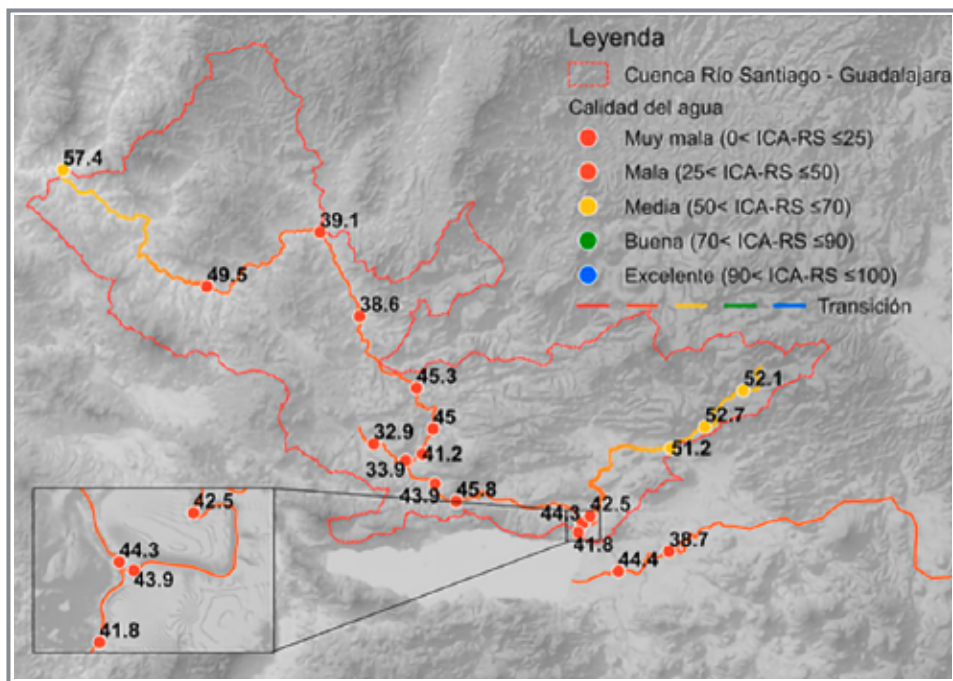 Leyenda
Cuenca Río Santiago - Guadalajara
Calidad del agua
Muy mala (0< ICA-RS ≤25)
Mala (25< ICA-RS ≤50)
Media (50< ICA-RS ≤70)
Buena (70< ICA-RS ≤90)
Excelente (90< ICA-RS ≤100)
Transición
57.4
39.1
49.5
38.6
45.3
52.1
45
52.7
32.9
41.2
51.2
33.9
43.9
45.8
44.3
42.5
41.8
38.7
44.4
42.5
44.3
43.9
41.8